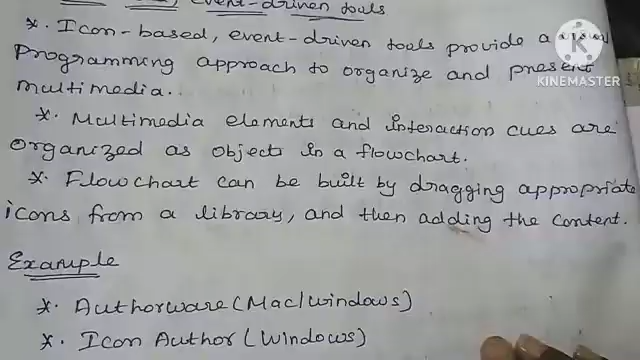 event-driven tools
*. Icon-based, event-driven tools provide a visual
programming approach to organize and present
multimedia..
*. Multimedia elements and interaction cues are
organized as objects in a flowchart.
*. Flowchart can be built by dragging appropriate
icons from a library, and then adding the content.
Example
*. Authorware (Mac/windows)
*. Icon Author (windows)
KINEMASTER